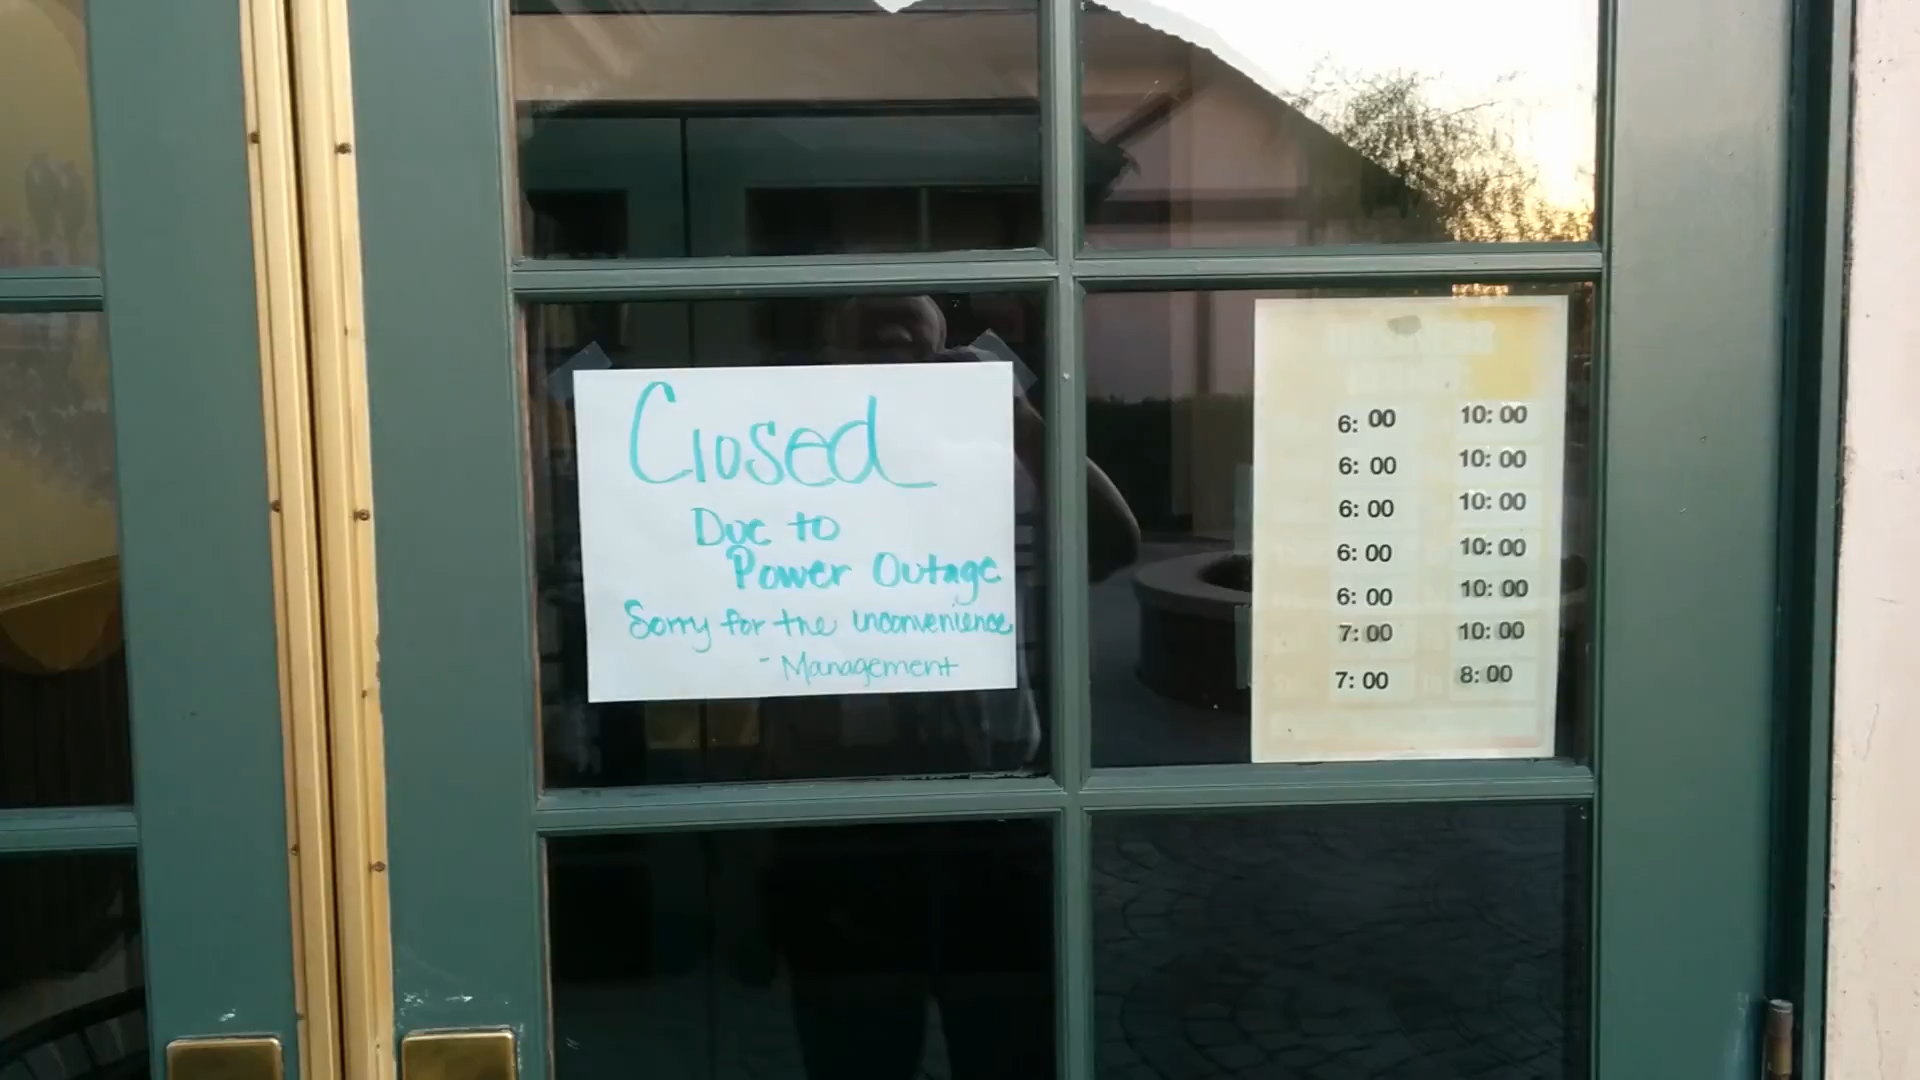 Closed
Due to
Power Outage
Sorry for the inconvenience
- Management
6: 00 10: 00
6: 00 10: 00
6: 00 10: 00
6: 00 10: 00
6: 00 10: 00
7: 00 10: 00
7: 00 8: 00